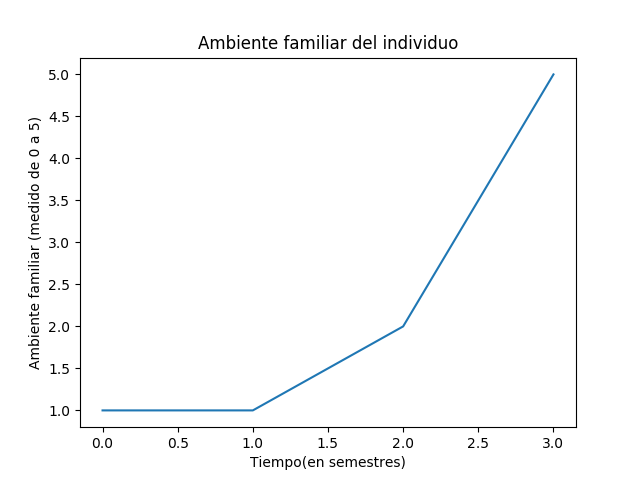 Ambiente familiar del individuo
5.0
4.5
4.0
3.5
3.0
2.5
2.0
1.5
1.0
Ambiente familiar (medido de 0 a 5)
0.0 0.5 1.0 1.5 2.0 2.5 3.0
Tiempo(en semestres)